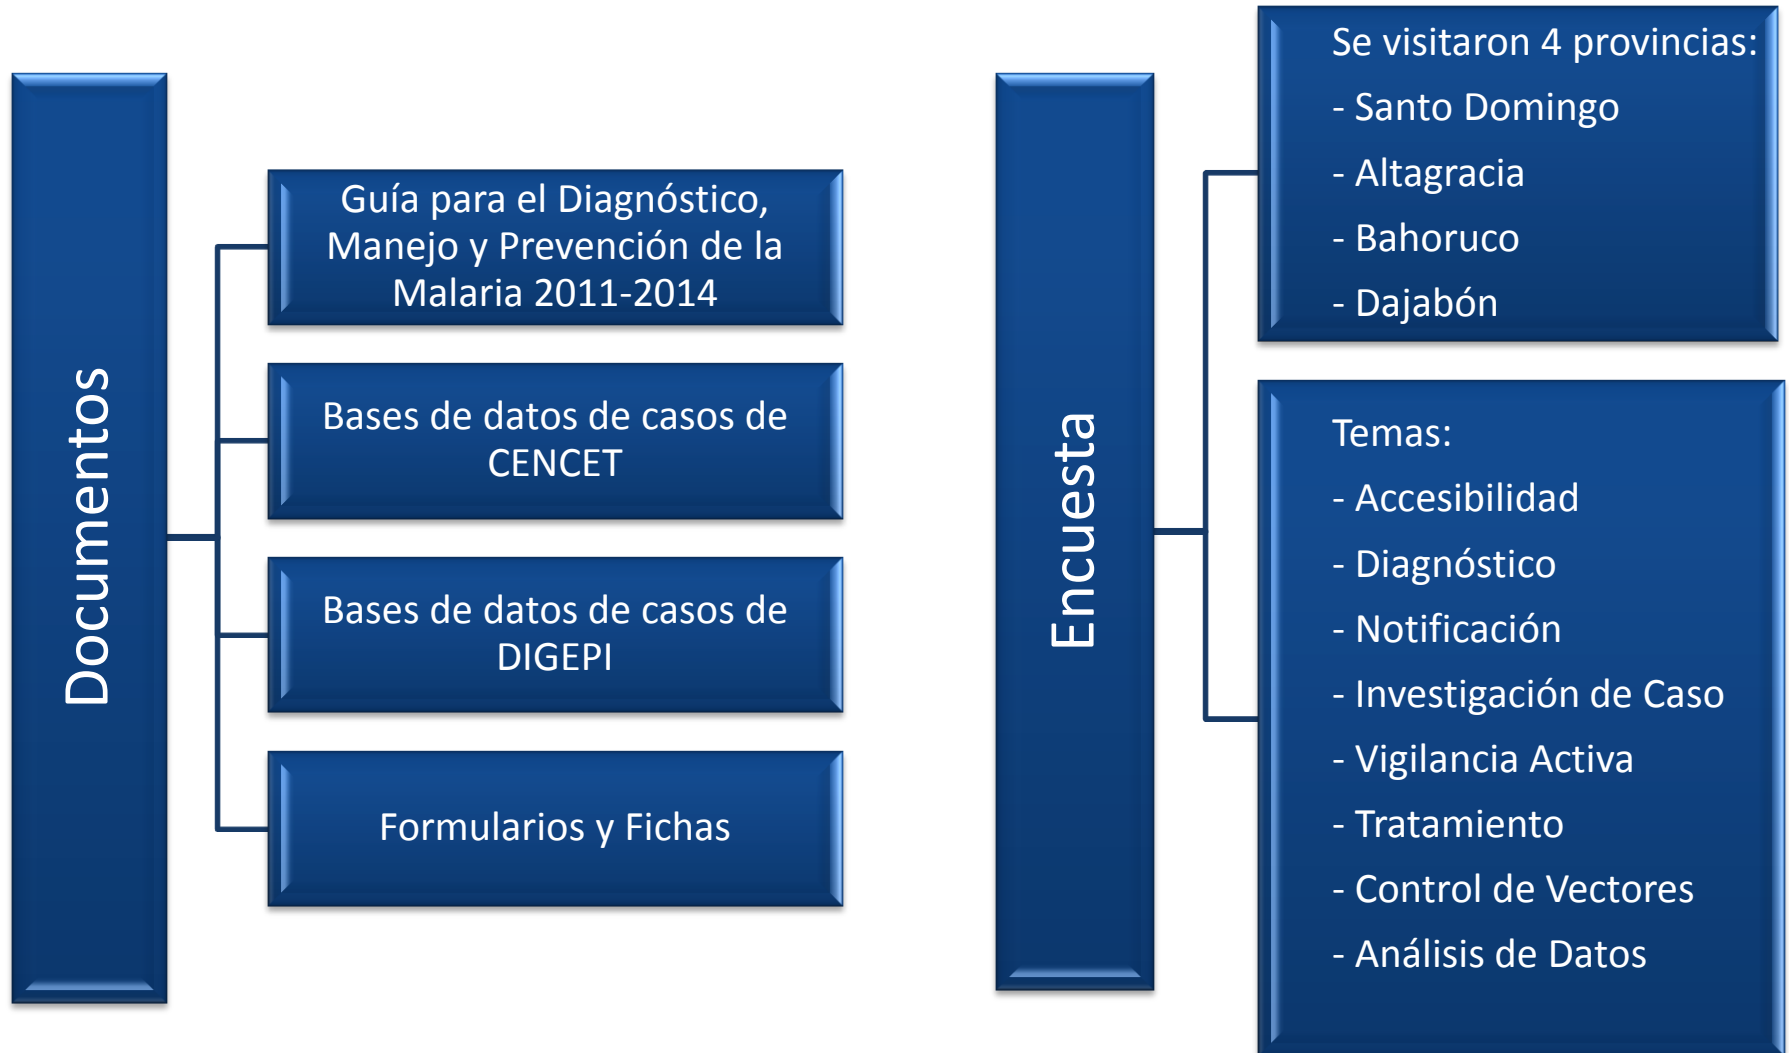 Documentos
Guía para el Diagnóstico,
Manejo y Prevención de la
Malaria 2011-2014
Bases de datos de casos de
CENCET
Bases de datos de casos de
DIGEPI
Formularios y Fichas
Encuesta
Se visitaron 4 provincias:
- Santo Domingo
- Altagracia
- Bahoruco
- Dajabón
Temas:
- Accesibilidad
- Diagnóstico
- Notificación
- Investigación de Caso
- Vigilancia Activa
- Tratamiento
- Control de Vectores
- Análisis de Datos